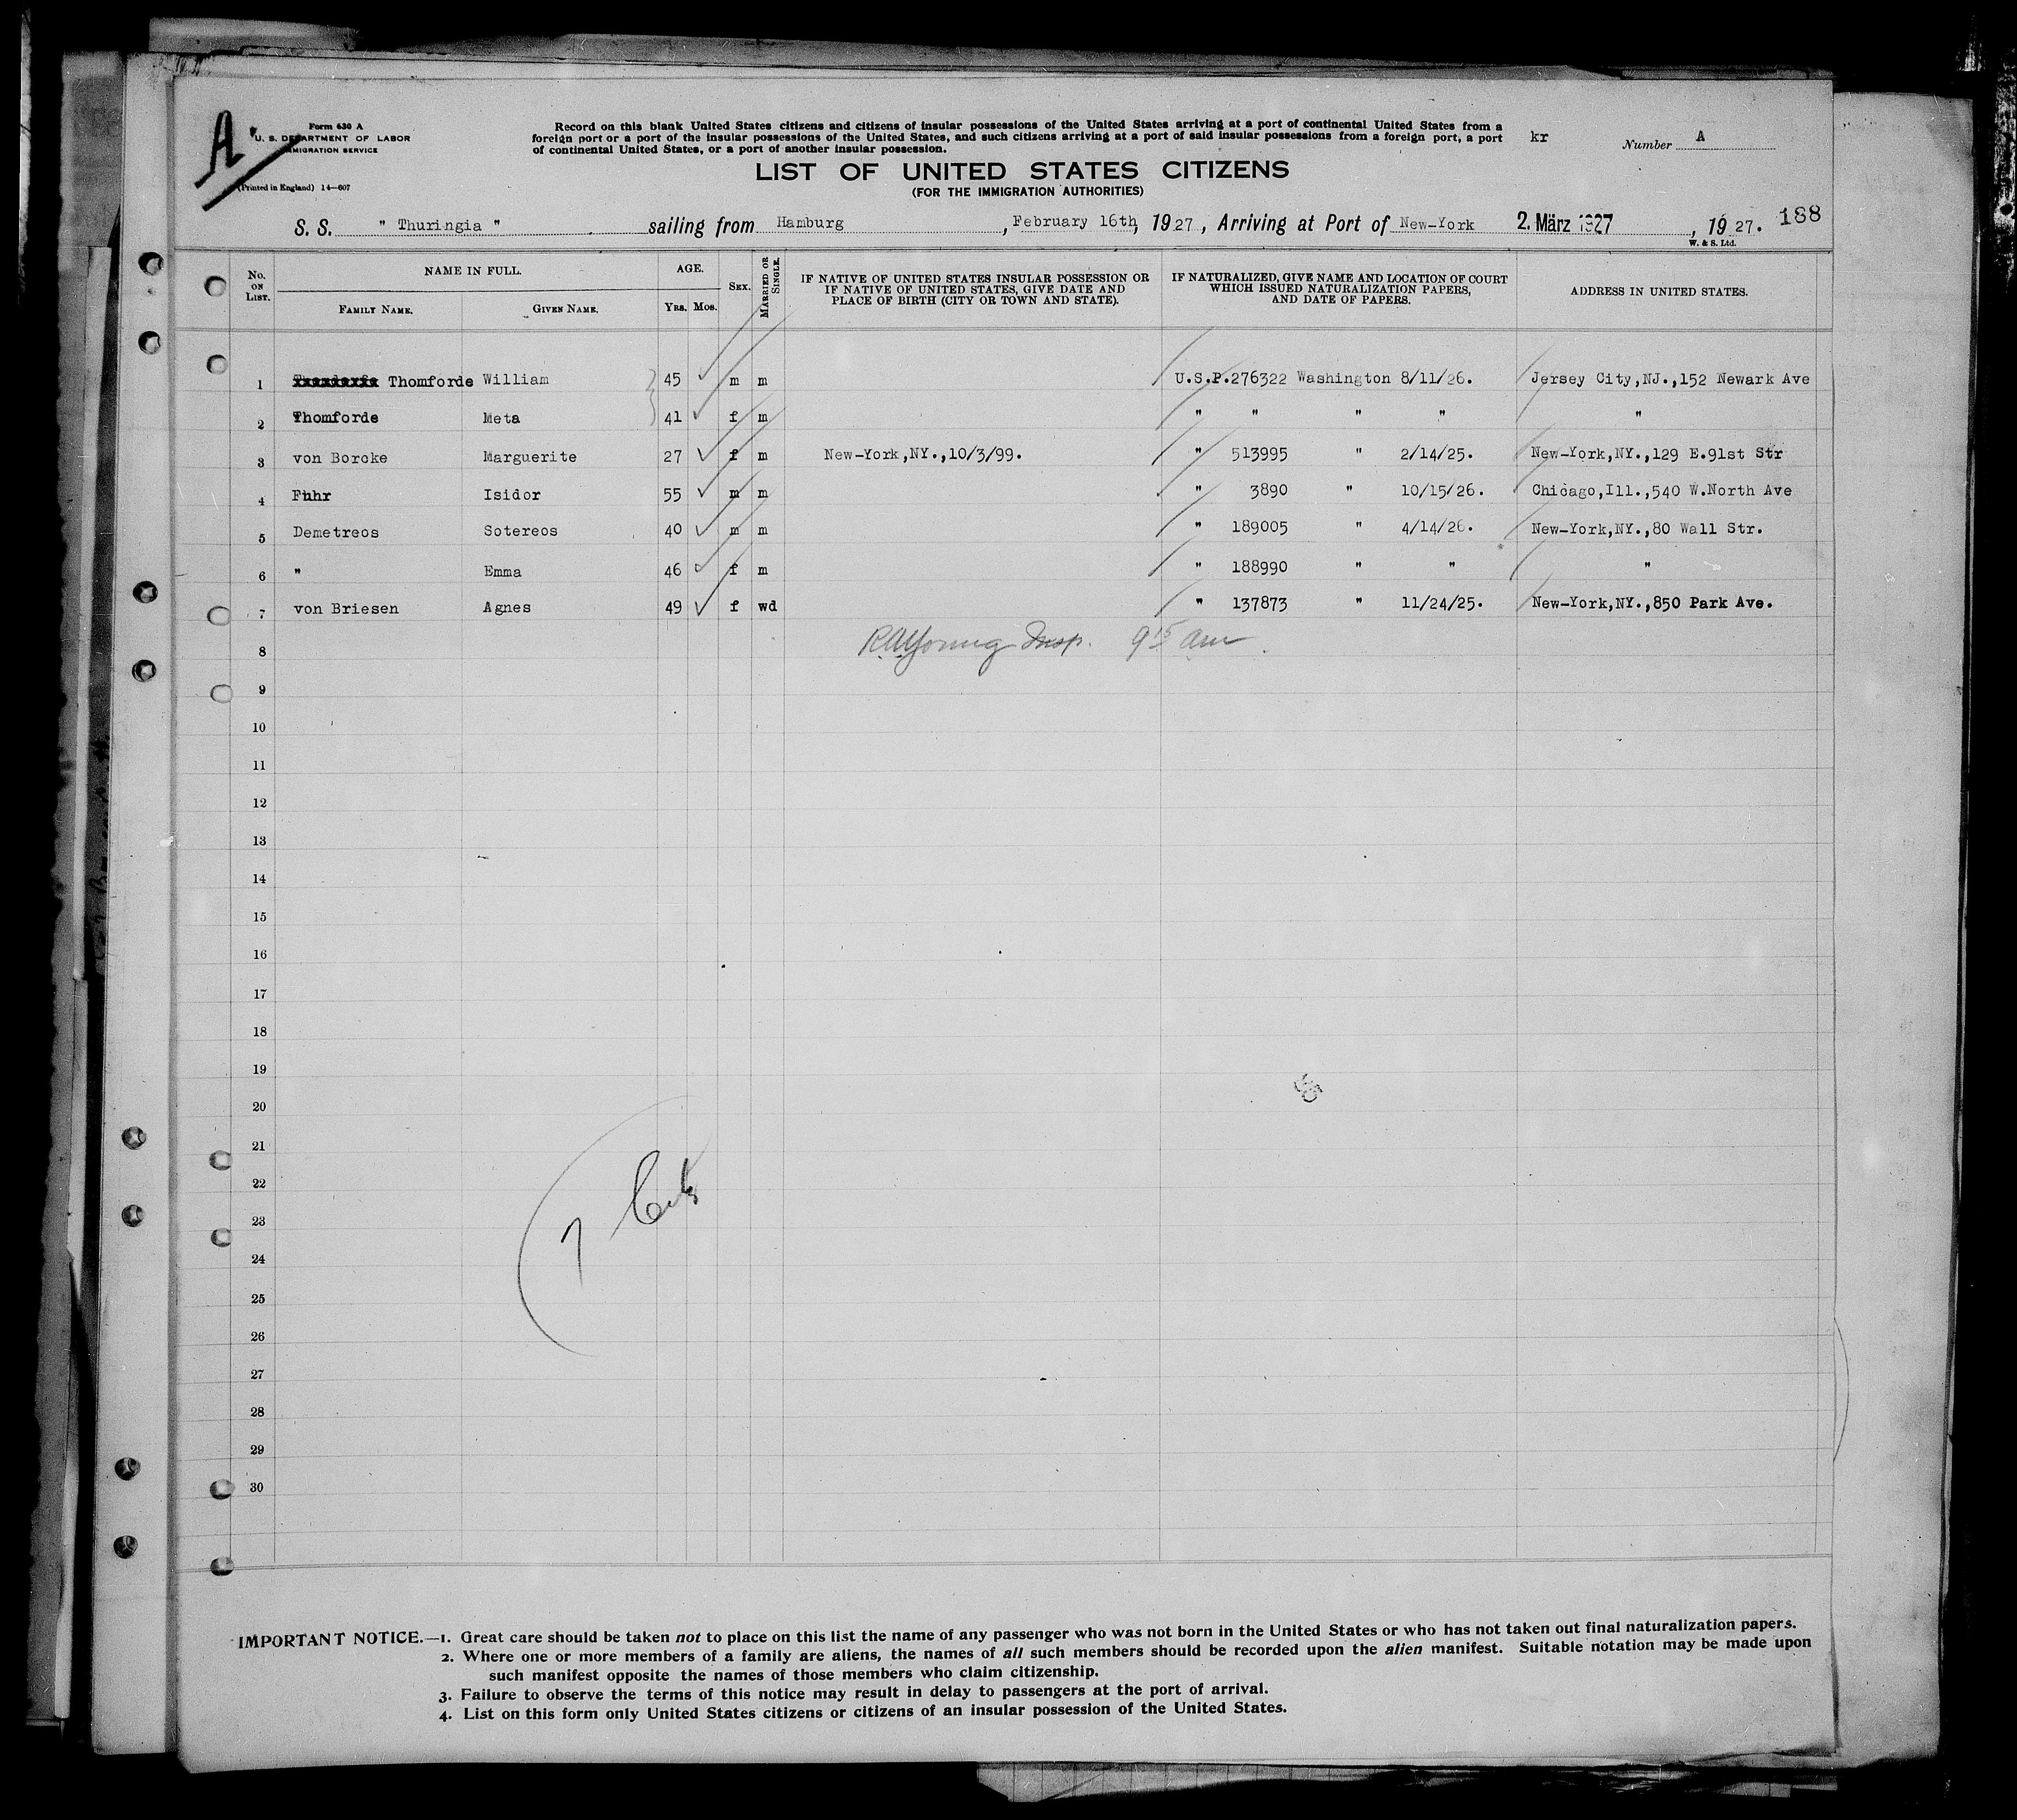 A
Form 630 A
U. S. DEPARTMENT OF LABOR
IMMIGRATION SERVICE
(Printed in England) 14—607
Record on this blank United States citizens and citizens of insular possessions of the United States arriving at a port of continental United States from a
foreign port or a port of the insular possessions of the United States, and such citizens arriving at a port of said insular possessions from a foreign port, a port
of continental United States, or a port of another insular possession.
kr
Number A
LIST OF UNITED STATES CITIZENS
(FOR THE IMMIGRATION AUTHORITIES)
S. S. " Thuringia " sailing from Hamburg , February 16th, 1927, Arriving at Port of New-York 2. März 1927, 1927. 188
W. & S. Ltd.
No. ON LIST. NAME IN FULL. AGE. SEX. MARRIED OR SINGLE. IF NATIVE OF UNITED STATES INSULAR POSSESSION OR IF NATIVE OF UNITED STATES, GIVE DATE AND PLACE OF BIRTH (CITY OR TOWN AND STATE). IF NATURALIZED, GIVE NAME AND LOCATION OF COURT WHICH ISSUED NATURALIZATION PAPERS, AND DATE OF PAPERS. ADDRESS IN UNITED STATES.
FAMILY NAME. GIVEN NAME. YRS. MOS.
1 Thomforde William 45 m m U.S.P.276322 Washington 8/11/26. Jersey City,NJ.,152 Newark Ave
2 Thomforde Meta 41 f m " " " " "
3 von Borcke Marguerite 27 f m New-York,NY.,10/3/99. " 513995 " 2/14/25. New-York,NY.,129 E.91st Str
4 Fuhr Isidor 55 m m " 3890 " 10/15/26. Chicago,Ill.,540 W.North Ave
5 Demetreos Sotereos 40 m m " 189005 " 4/14/26. New-York,NY.,80 Wall Str.
6 " Emma 46 f m " 188990 " " "
7 von Briesen Agnes 49 f wd " 137873 " 11/24/25. New-York,NY.,850 Park Ave.
8 RAYoung Insp. 9 15 am
9
10
11
12
13
14
15
16
17
18
19
20
21
22
7
23
24
25
26
27
28
29
30
IMPORTANT NOTICE.—1. Great care should be taken not to place on this list the name of any passenger who was not born in the United States or who has not taken out final naturalization papers.
2. Where one or more members of a family are aliens, the names of all such members should be recorded upon the alien manifest. Suitable notation may be made upon
such manifest opposite the names of those members who claim citizenship.
3. Failure to observe the terms of this notice may result in delay to passengers at the port of arrival.
4. List on this form only United States citizens or citizens of an insular possession of the United States.